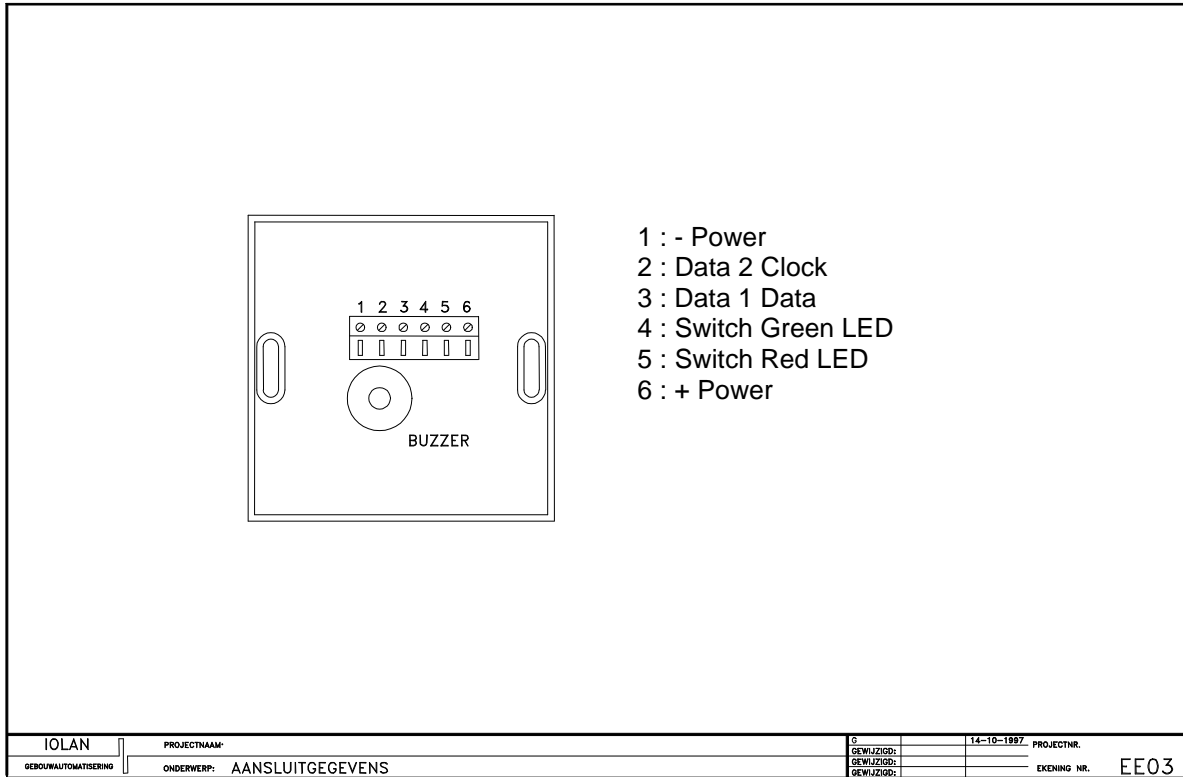 1 2 3 4 5 6
BUZZER
1 : - Power
2 : Data 2 Clock
3 : Data 1 Data
4 : Switch Green LED
5 : Switch Red LED
6 : + Power
IOLAN
GEBOUWAUTOMATISERING
PROJECTNAAM:
ONDERWERP: AANSLUITGEGEVENS
G 14-10-1997
GEWIJZIGD:
GEWIJZIGD:
GEWIJZIGD:
PROJECTNR.
EKENING NR. EE03